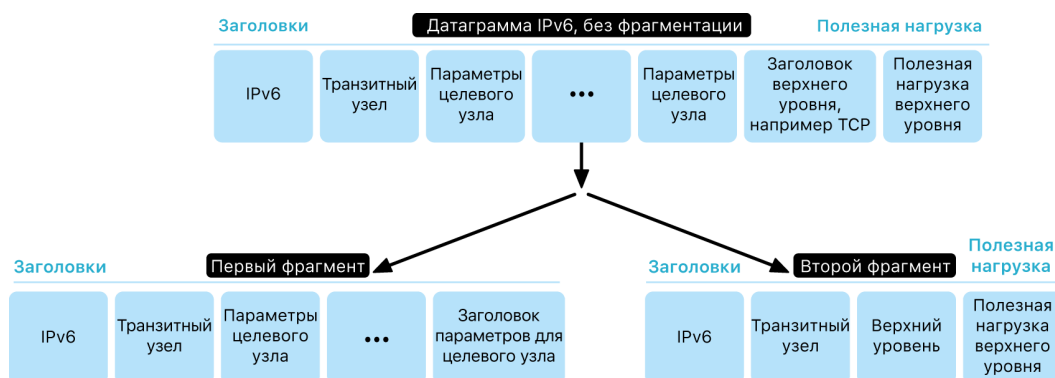 Заголовки
Датаграмма IPv6, без фрагментации
Полезная нагрузка
IPv6
Транзитный
узел
Параметры
целевого
узла
•••
Параметры
целевого
узла
Заголовок
верхнего
уровня,
например TCP
Полезная
нагрузка
верхнего
уровня
Заголовки
Первый фрагмент
IPv6
Транзитный
узел
Параметры
целевого
узла
•••
Заголовок
параметров для
целевого узла
Заголовки
Второй фрагмент
Полезная
нагрузка
IPv6
Транзитный
узел
Верхний
уровень
Полезная
нагрузка
верхнего
уровня